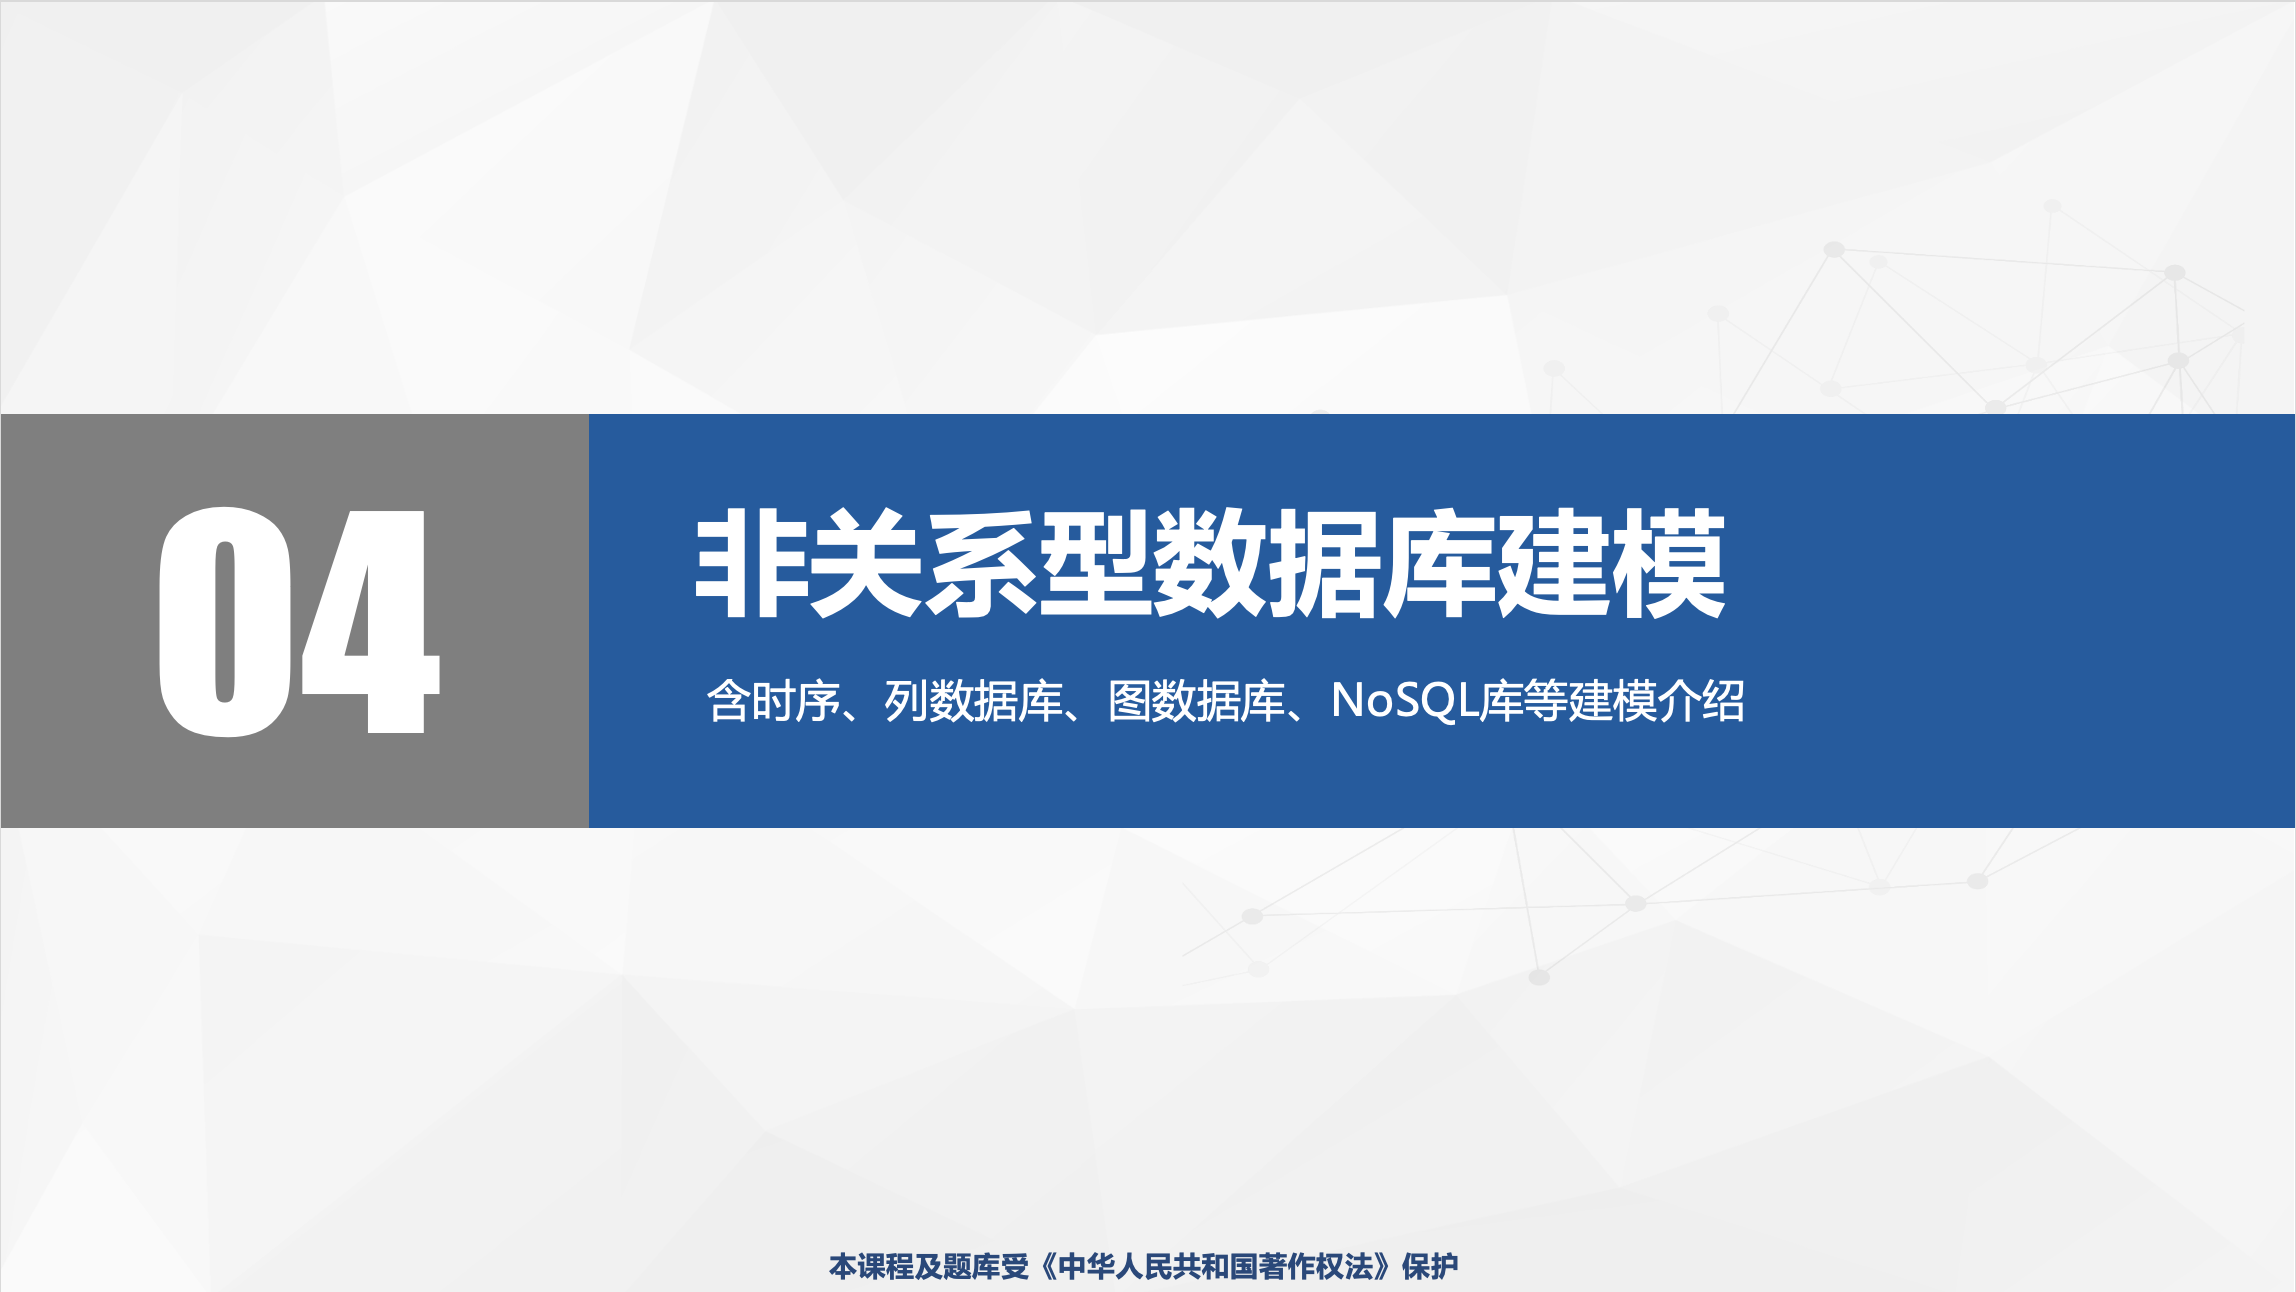 04
非关系型数据库建模
含时序、列数据库、图数据库、NoSQL库等建模介绍
本课程及题库受《中华人民共和国著作权法》保护